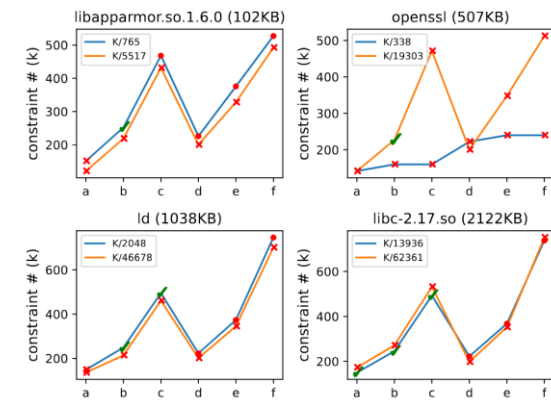 libapparmor.so.1.6.0 (102KB)
constraint # (k)
500
400
300
200
K/765
K/5517
a b c d e f
openssl (507KB)
constraint # (k)
500
400
300
200
K/338
K/19303
a b c d e f
ld (1038KB)
constraint # (k)
600
400
200
K/2048
K/46678
a b c d e f
libc-2.17.so (2122KB)
constraint # (k)
600
400
200
K/13936
K/62361
a b c d e f